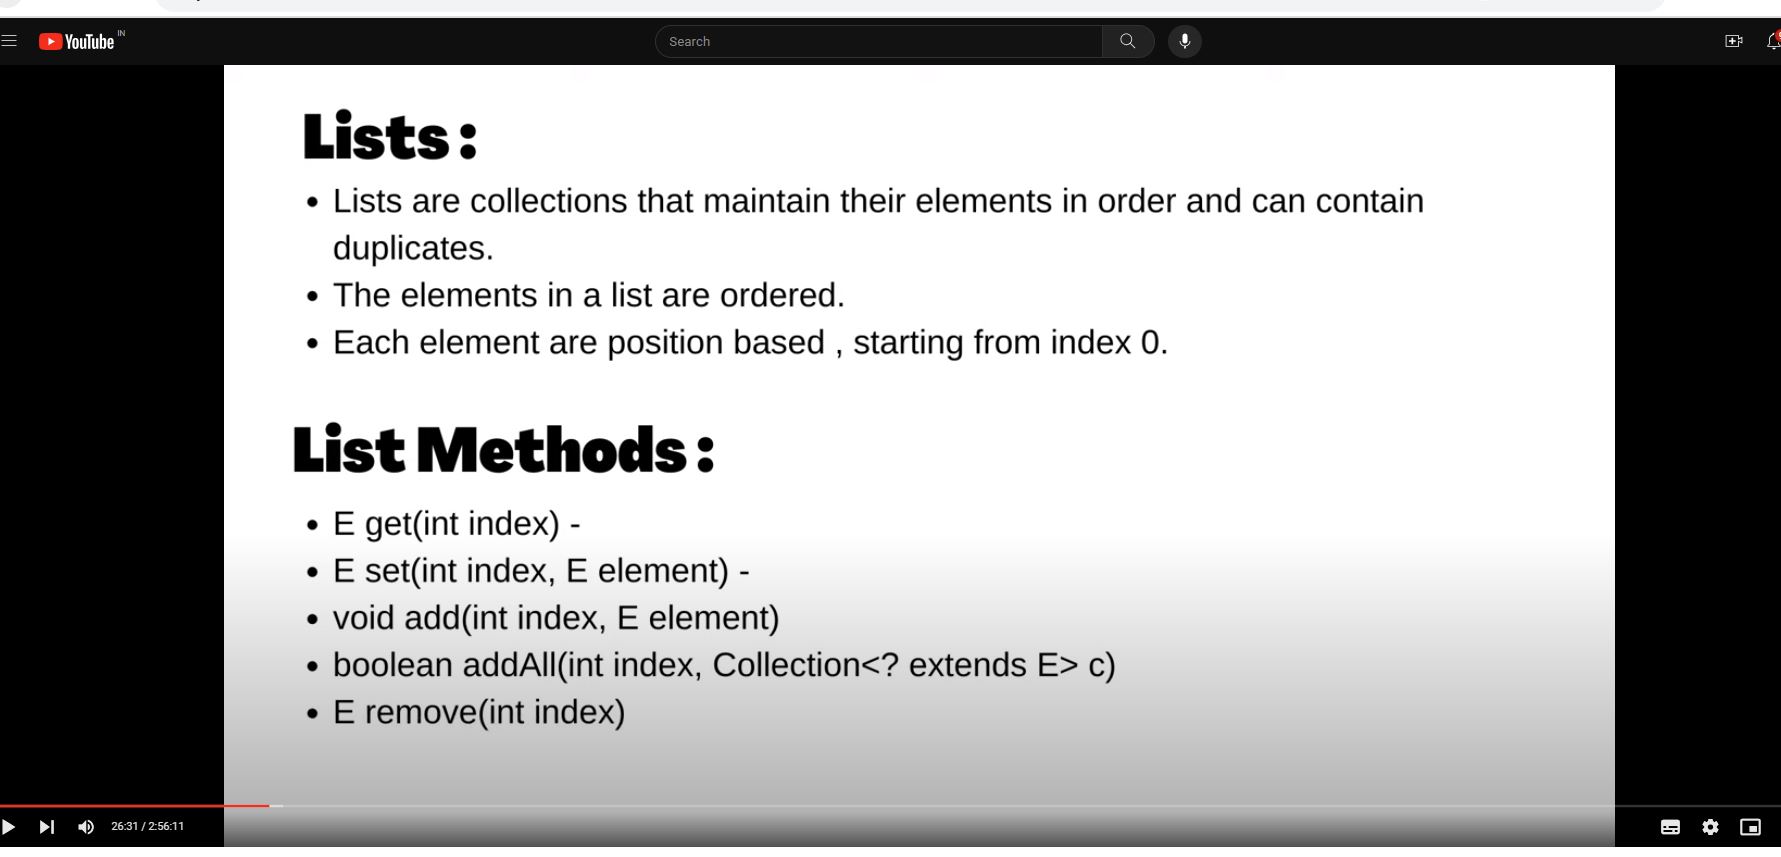 YouTube IN
Search
Lists :
• Lists are collections that maintain their elements in order and can contain
duplicates.
• The elements in a list are ordered.
• Each element are position based , starting from index 0.
List Methods :
• E get(int index) -
• E set(int index, E element) -
• void add(int index, E element)
• boolean addAll(int index, Collection<? extends E> c)
• E remove(int index)
26:31 / 2:56:11